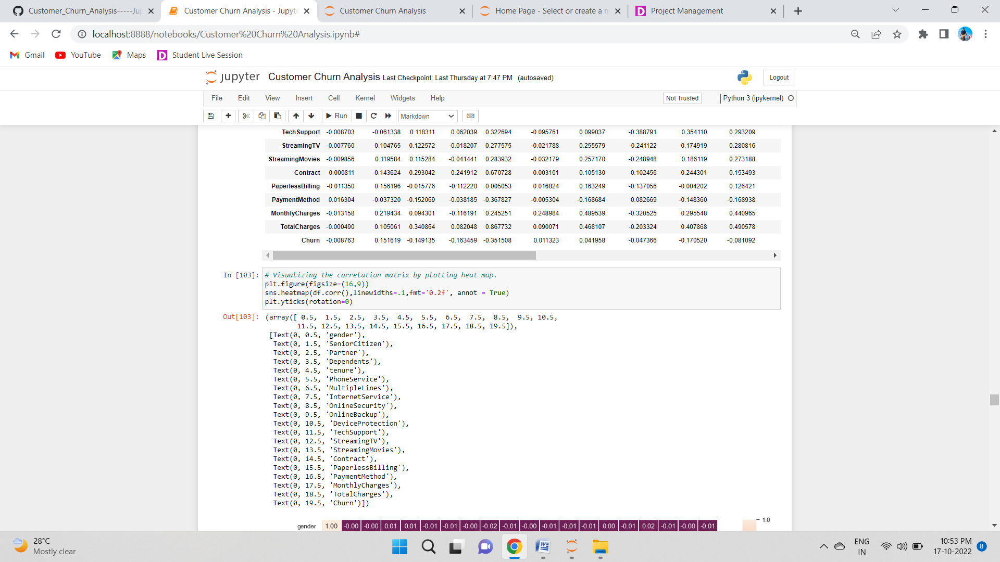 Customer_Churn_Analysis-----Jup
Customer Churn Analysis - Jupyte
Customer Churn Analysis
Home Page - Select or create a n
Project Management
localhost:8888/notebooks/Customer%20Churn%20Analysis.ipynb#
Gmail YouTube Maps Student Live Session
jupyter Customer Churn Analysis Last Checkpoint: Last Thursday at 7:47 PM (autosaved) Logout
File Edit View Insert Cell Kernel Widgets Help Not Trusted Python 3 (ipykernel)
Run Markdown
TechSupport -0.008703 -0.061338 0.118311 0.062039 0.322694 -0.095761 0.099037 -0.388791 0.354110 0.293209
StreamingTV -0.007760 0.104765 0.122572 -0.018207 0.277575 -0.021788 0.255579 -0.241122 0.174919 0.280816
StreamingMovies -0.009856 0.119584 0.115284 -0.041441 0.283932 -0.032179 0.257170 -0.248948 0.186119 0.273188
Contract 0.000811 -0.143624 0.293042 0.241912 0.670728 0.003101 0.105130 0.102456 0.244301 0.153493
PaperlessBilling -0.011350 0.156196 -0.015776 -0.112220 0.005053 0.016824 0.163249 -0.137056 -0.004202 0.126421
PaymentMethod 0.016304 -0.037320 -0.152069 -0.038185 -0.367827 -0.005304 -0.168684 0.082669 -0.148360 -0.168938
MonthlyCharges -0.013158 0.219434 0.094301 -0.116191 0.245251 0.248984 0.489539 -0.320525 0.295548 0.440965
TotalCharges -0.000490 0.105061 0.340864 0.082048 0.867732 0.090071 0.468107 -0.203324 0.407868 0.490578
Churn -0.008763 0.151619 -0.149135 -0.163459 -0.351508 0.011323 0.041958 -0.047366 -0.170520 -0.081092
In [103]: # Visualizing the correlation matrix by plotting heat map.
plt.figure(figsize=(16,9))
sns.heatmap(df.corr(),linewidths=.1,fmt='0.2f', annot = True)
plt.yticks(rotation=0)
Out[103]: (array([ 0.5, 1.5, 2.5, 3.5, 4.5, 5.5, 6.5, 7.5, 8.5, 9.5, 10.5,
11.5, 12.5, 13.5, 14.5, 15.5, 16.5, 17.5, 18.5, 19.5]),
[Text(0, 0.5, 'gender'),
Text(0, 1.5, 'SeniorCitizen'),
Text(0, 2.5, 'Partner'),
Text(0, 3.5, 'Dependents'),
Text(0, 4.5, 'tenure'),
Text(0, 5.5, 'PhoneService'),
Text(0, 6.5, 'MultipleLines'),
Text(0, 7.5, 'InternetService'),
Text(0, 8.5, 'OnlineSecurity'),
Text(0, 9.5, 'OnlineBackup'),
Text(0, 10.5, 'DeviceProtection'),
Text(0, 11.5, 'TechSupport'),
Text(0, 12.5, 'StreamingTV'),
Text(0, 13.5, 'StreamingMovies'),
Text(0, 14.5, 'Contract'),
Text(0, 15.5, 'PaperlessBilling'),
Text(0, 16.5, 'PaymentMethod'),
Text(0, 17.5, 'MonthlyCharges'),
Text(0, 18.5, 'TotalCharges'),
Text(0, 19.5, 'Churn')])
1.0
gender 1.00 -0.00 -0.00 0.01 0.01 -0.01 -0.01 -0.00 -0.02 -0.01 -0.00 -0.01 -0.01 -0.01 0.00 -0.01 0.02 -0.01 -0.00 -0.01
28°C
Mostly clear
ENG
IN
10:53 PM
17-10-2022
8